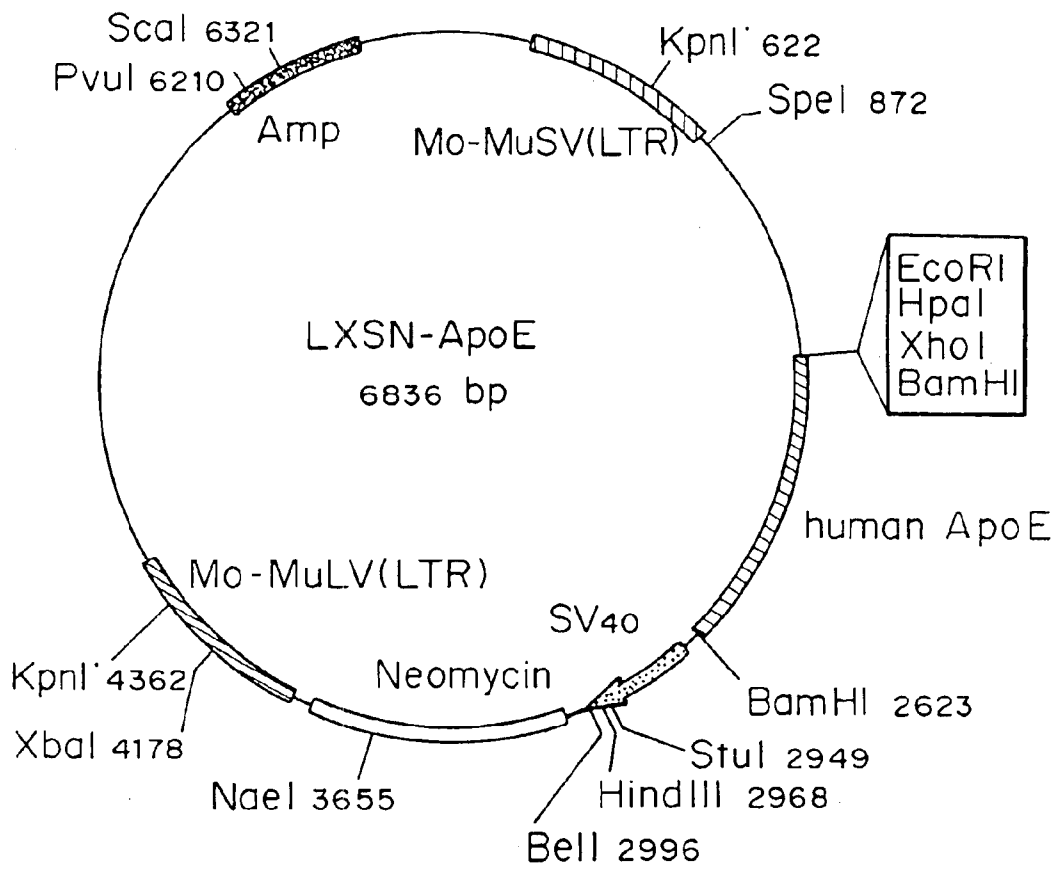 ScaI 6321
PvuI 6210
Amp
KpnI· 622
SpeI 872
Mo-MuSV(LTR)
EcoRI
HpaI
XhoI
BamHI
LXSN-ApoE
6836 bp
human ApoE
Mo-MuLV(LTR)
SV40
Neomycin
KpnI· 4362
XbaI 4178
NaeI 3655
BamHI 2623
StuI 2949
HindIII 2968
BelI 2996